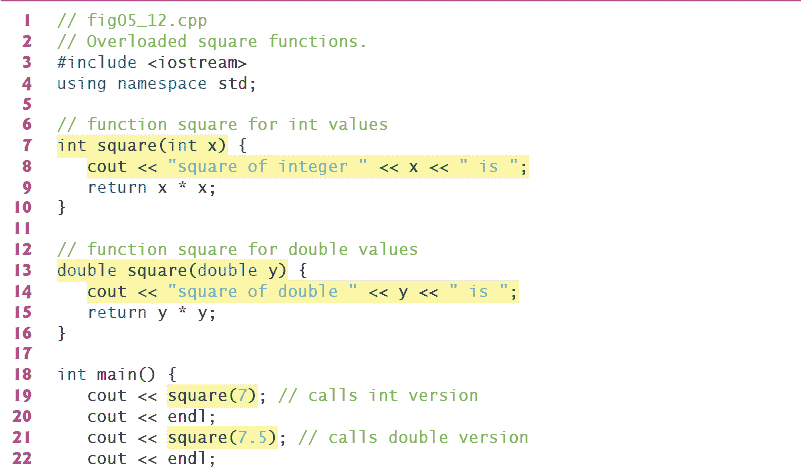 1 // fig05_12.cpp
2 // Overloaded square functions.
3 #include <iostream>
4 using namespace std;
5
6 // function square for int values
7 int square(int x) {
8    cout << "square of integer " << x << " is ";
9    return x * x;
10 }
11
12 // function square for double values
13 double square(double y) {
14    cout << "square of double " << y << " is ";
15    return y * y;
16 }
17
18 int main() {
19    cout << square(7); // calls int version
20    cout << endl;
21    cout << square(7.5); // calls double version
22    cout << endl;